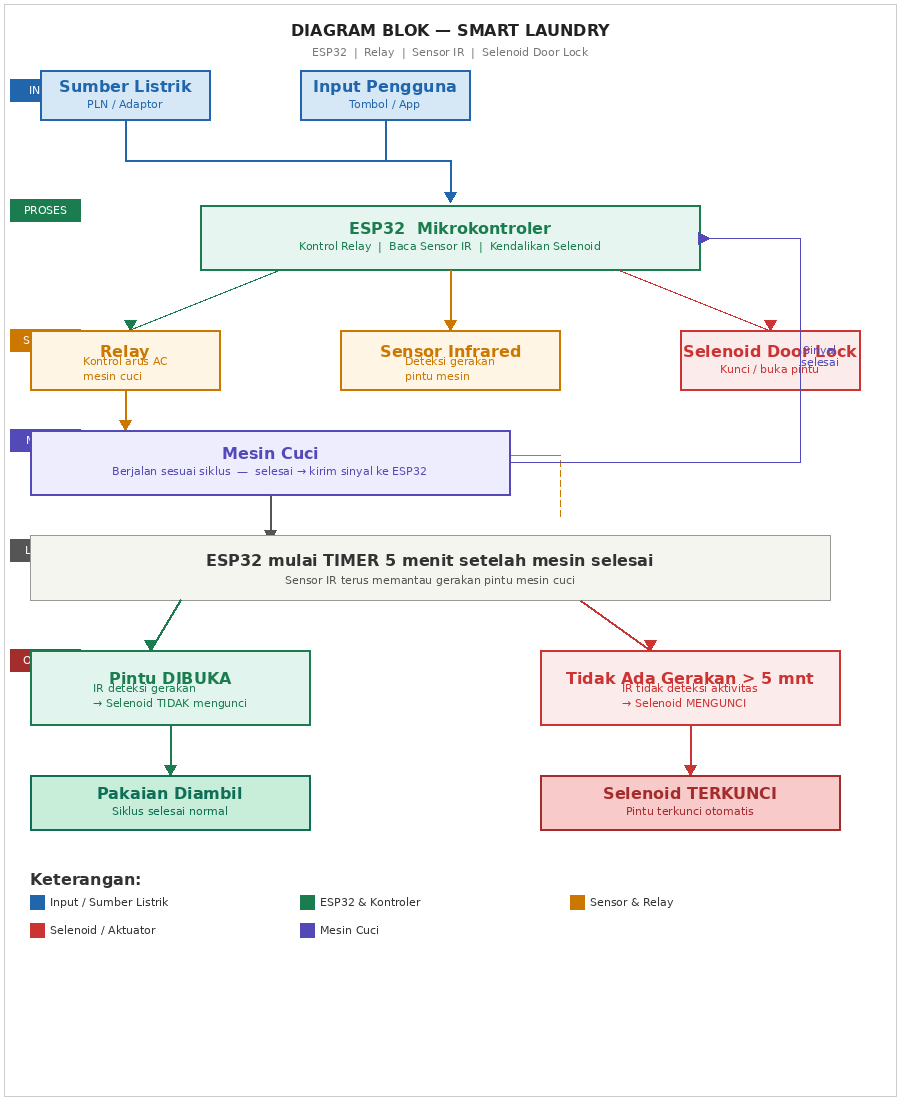 DIAGRAM BLOK — SMART LAUNDRY
ESP32 | Relay | Sensor IR | Selenoid Door Lock
IN
Sumber Listrik
PLN / Adaptor
Input Pengguna
Tombol / App
PROSES
ESP32 Mikrokontroler
Kontrol Relay | Baca Sensor IR | Kendalikan Selenoid
S
Relay
Kontrol arus AC
mesin cuci
Sensor Infrared
Deteksi gerakan
pintu mesin
Selenoid Door Lock
Kunci / buka pintu
Sinyal
selesai
M
Mesin Cuci
Berjalan sesuai siklus — selesai → kirim sinyal ke ESP32
L
ESP32 mulai TIMER 5 menit setelah mesin selesai
Sensor IR terus memantau gerakan pintu mesin cuci
O
Pintu DIBUKA
IR deteksi gerakan
→ Selenoid TIDAK mengunci
Tidak Ada Gerakan > 5 mnt
IR tidak deteksi aktivitas
→ Selenoid MENGUNCI
Pakaian Diambil
Siklus selesai normal
Selenoid TERKUNCI
Pintu terkunci otomatis
Keterangan:
Input / Sumber Listrik
ESP32 & Kontroler
Sensor & Relay
Selenoid / Aktuator
Mesin Cuci